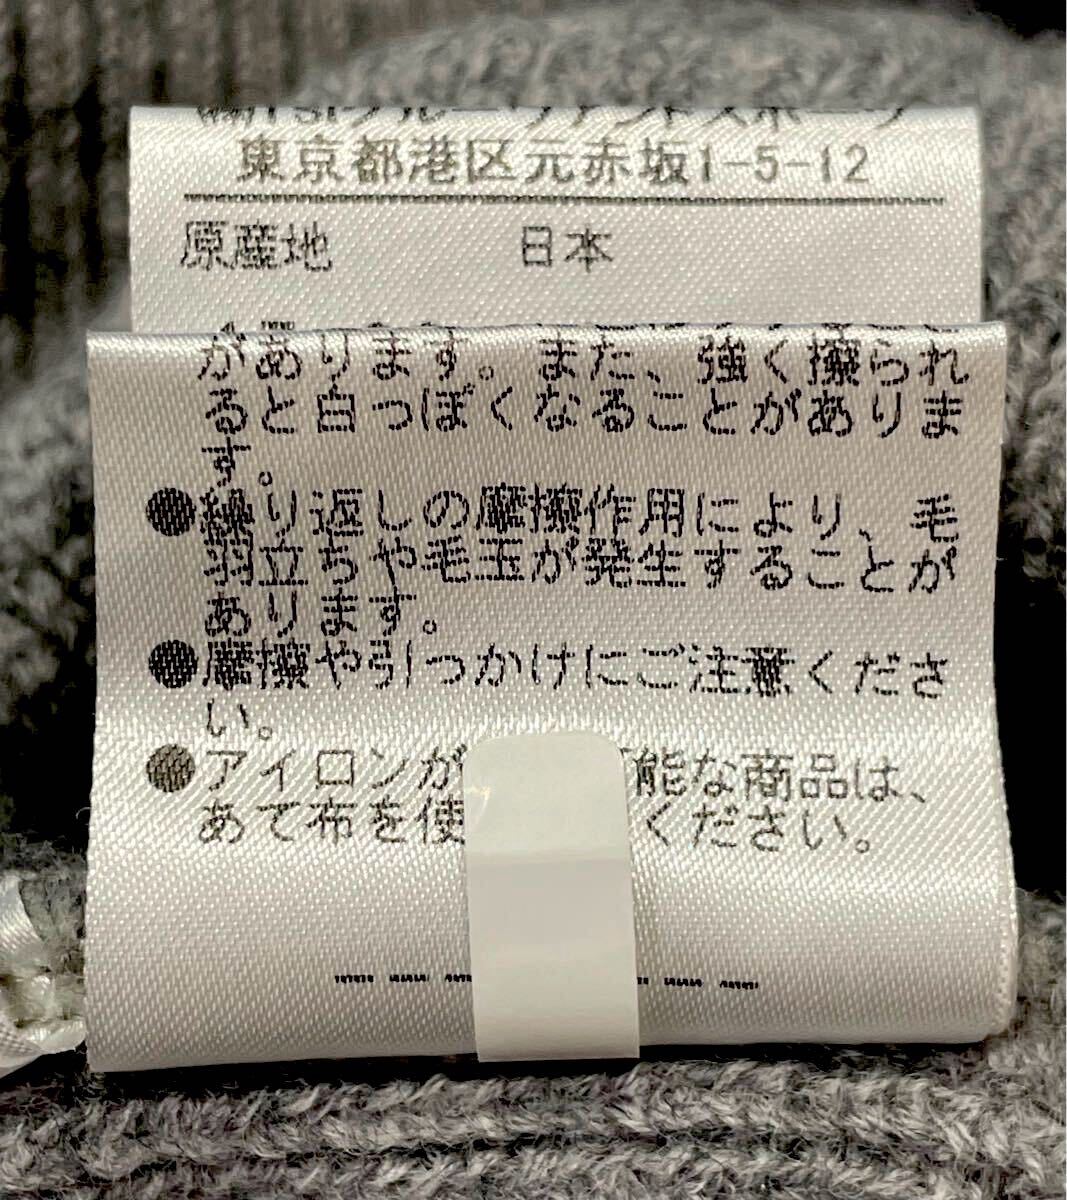 東京都港区元赤坂1-5-12
原産地 日本
があります。また、強く擦られ
ると白っぽくなることがありま
す。
●繰り返しの摩擦作用により、毛
羽立ちや毛玉が発生することが
あります。
●摩擦や引っかけにご注意くださ
い。
●アイロンが 能な商品は、
あて布を使 ください。